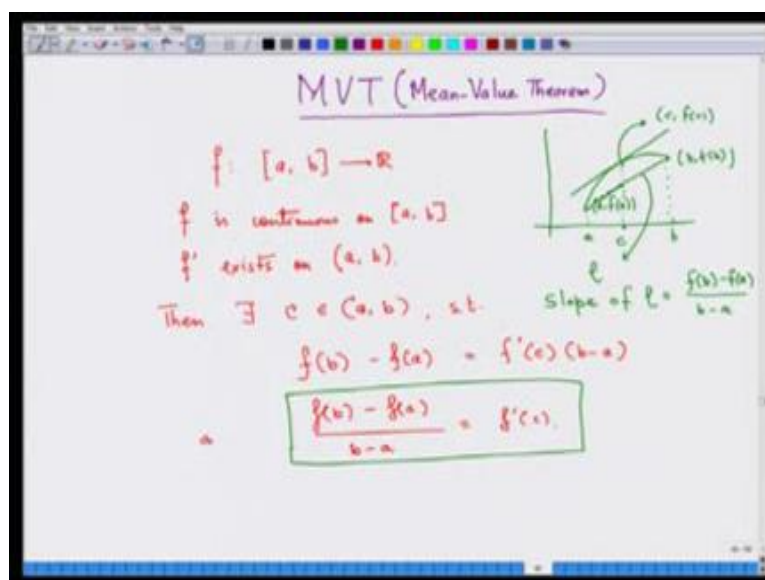 MVT (Mean-Value Theorem)
f: [a, b] → ℝ
f is continuous on [a, b]
f' exists on (a, b).
Then ∃ c ∈ (a, b), s.t.
f(b) - f(a) = f'(c) (b-a)
(f(b) - f(a))/(b-a) = f'(c).
(c, f(c))
(b, f(b))
(a, f(a))
a c b
l
slope of l = (f(b)-f(a))/(b-a)